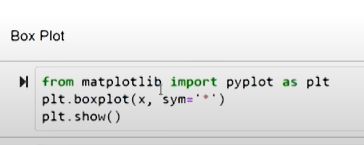 Box Plot
from matplotlib import pyplot as plt
plt.boxplot(x, sym='*')
plt.show()